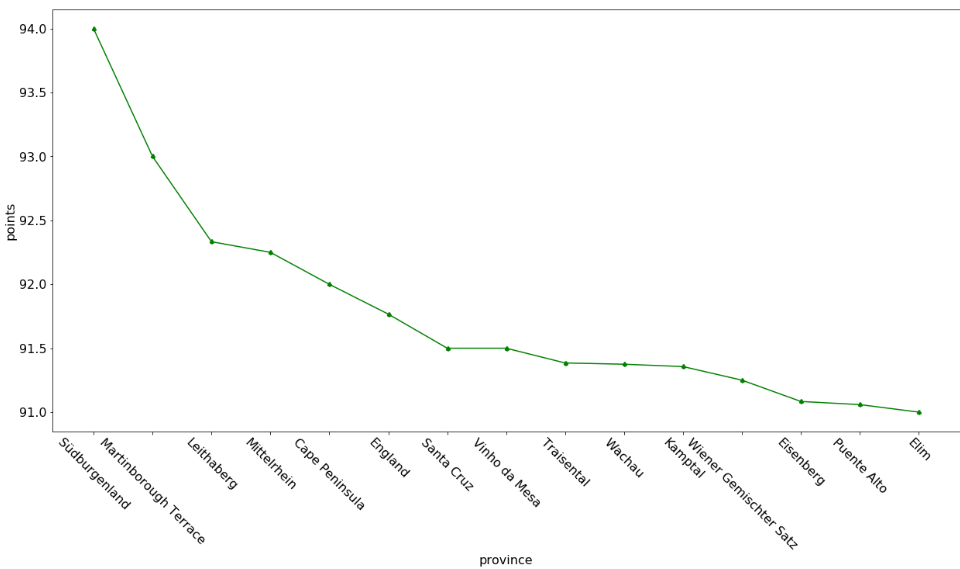 94.0
93.5
93.0
92.5
92.0
91.5
91.0
points
Südburgenland
Martinborough Terrace
Leithaberg
Mittelrhein
Cape Peninsula
England
Santa Cruz
Vinho da Mesa
Traisental
Wachau
Kamptal
Wiener Gemischter Satz
Eisenberg
Puente Alto
Elim
province